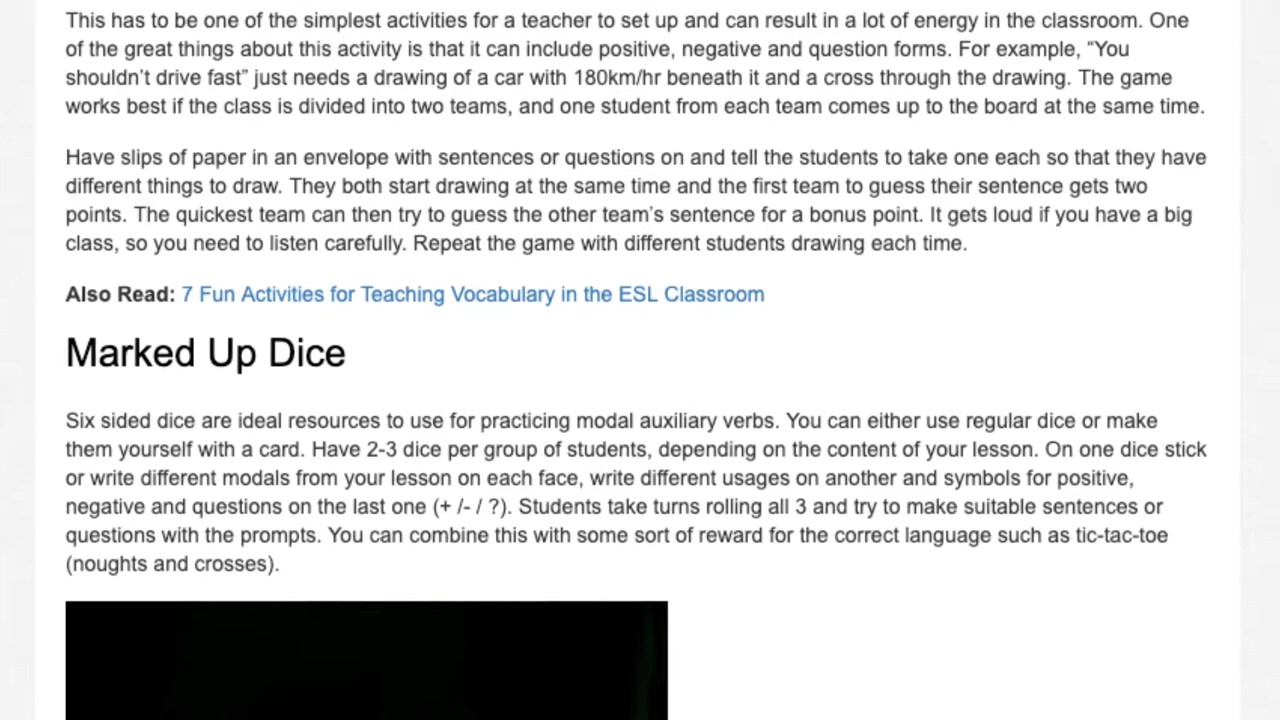 This has to be one of the simplest activities for a teacher to set up and can result in a lot of energy in the classroom. One
of the great things about this activity is that it can include positive, negative and question forms. For example, “You
shouldn’t drive fast” just needs a drawing of a car with 180km/hr beneath it and a cross through the drawing. The game
works best if the class is divided into two teams, and one student from each team comes up to the board at the same time.
Have slips of paper in an envelope with sentences or questions on and tell the students to take one each so that they have
different things to draw. They both start drawing at the same time and the first team to guess their sentence gets two
points. The quickest team can then try to guess the other team’s sentence for a bonus point. It gets loud if you have a big
class, so you need to listen carefully. Repeat the game with different students drawing each time.
Also Read: 7 Fun Activities for Teaching Vocabulary in the ESL Classroom
Marked Up Dice
Six sided dice are ideal resources to use for practicing modal auxiliary verbs. You can either use regular dice or make
them yourself with a card. Have 2-3 dice per group of students, depending on the content of your lesson. On one dice stick
or write different modals from your lesson on each face, write different usages on another and symbols for positive,
negative and questions on the last one (+ /- / ?). Students take turns rolling all 3 and try to make suitable sentences or
questions with the prompts. You can combine this with some sort of reward for the correct language such as tic-tac-toe
(noughts and crosses).